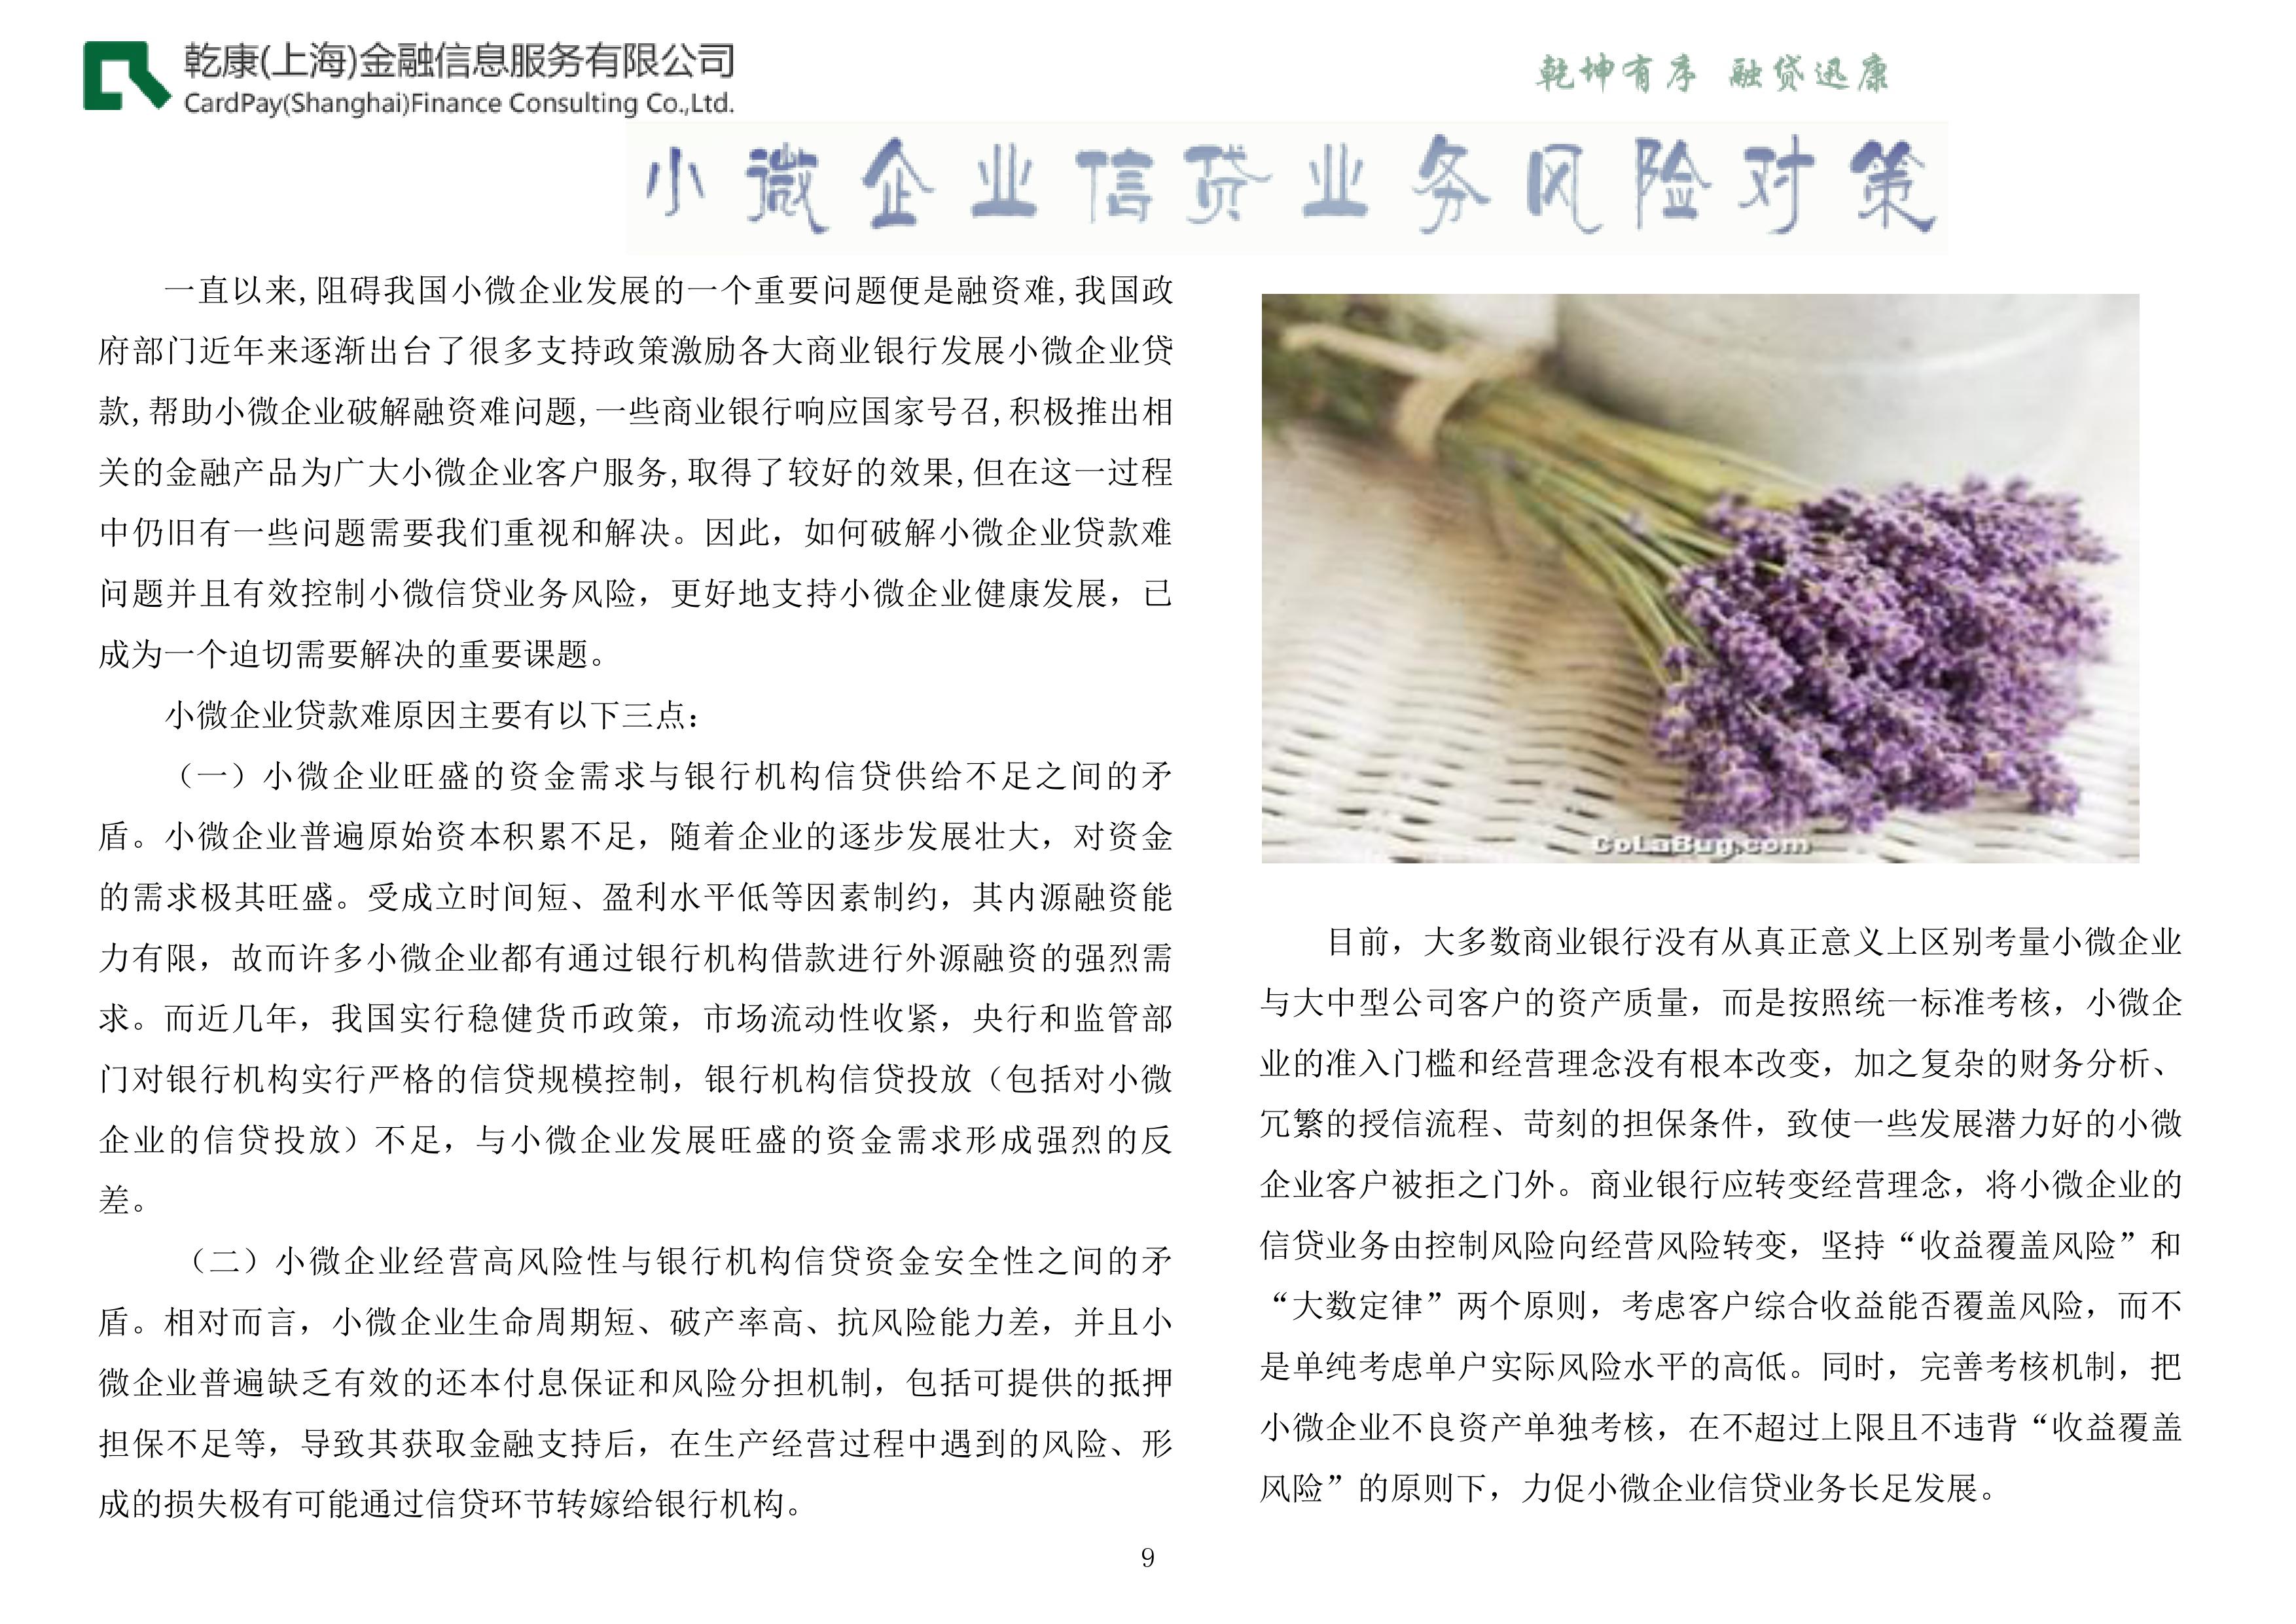 乾康(上海)金融信息服务有限公司
CardPay(Shanghai)Finance Consulting Co.,Ltd.
乾坤有序 融贷迅康
小微企业信贷业务风险对策
一直以来,阻碍我国小微企业发展的一个重要问题便是融资难,我国政
府部门近年来逐渐出台了很多支持政策激励各大商业银行发展小微企业贷
款,帮助小微企业破解融资难问题,一些商业银行响应国家号召,积极推出相
关的金融产品为广大小微企业客户服务,取得了较好的效果,但在这一过程
中仍旧有一些问题需要我们重视和解决。因此，如何破解小微企业贷款难
问题并且有效控制小微信贷业务风险，更好地支持小微企业健康发展，已
成为一个迫切需要解决的重要课题。
小微企业贷款难原因主要有以下三点：
（一）小微企业旺盛的资金需求与银行机构信贷供给不足之间的矛
盾。小微企业普遍原始资本积累不足，随着企业的逐步发展壮大，对资金
的需求极其旺盛。受成立时间短、盈利水平低等因素制约，其内源融资能
力有限，故而许多小微企业都有通过银行机构借款进行外源融资的强烈需
求。而近几年，我国实行稳健货币政策，市场流动性收紧，央行和监管部
门对银行机构实行严格的信贷规模控制，银行机构信贷投放（包括对小微
企业的信贷投放）不足，与小微企业发展旺盛的资金需求形成强烈的反
差。
（二）小微企业经营高风险性与银行机构信贷资金安全性之间的矛
盾。相对而言，小微企业生命周期短、破产率高、抗风险能力差，并且小
微企业普遍缺乏有效的还本付息保证和风险分担机制，包括可提供的抵押
担保不足等，导致其获取金融支持后，在生产经营过程中遇到的风险、形
成的损失极有可能通过信贷环节转嫁给银行机构。
CoLaBug.com
目前，大多数商业银行没有从真正意义上区别考量小微企业
与大中型公司客户的资产质量，而是按照统一标准考核，小微企
业的准入门槛和经营理念没有根本改变，加之复杂的财务分析、
冗繁的授信流程、苛刻的担保条件，致使一些发展潜力好的小微
企业客户被拒之门外。商业银行应转变经营理念，将小微企业的
信贷业务由控制风险向经营风险转变，坚持“收益覆盖风险”和
“大数定律”两个原则，考虑客户综合收益能否覆盖风险，而不
是单纯考虑单户实际风险水平的高低。同时，完善考核机制，把
小微企业不良资产单独考核，在不超过上限且不违背“收益覆盖
风险”的原则下，力促小微企业信贷业务长足发展。
9